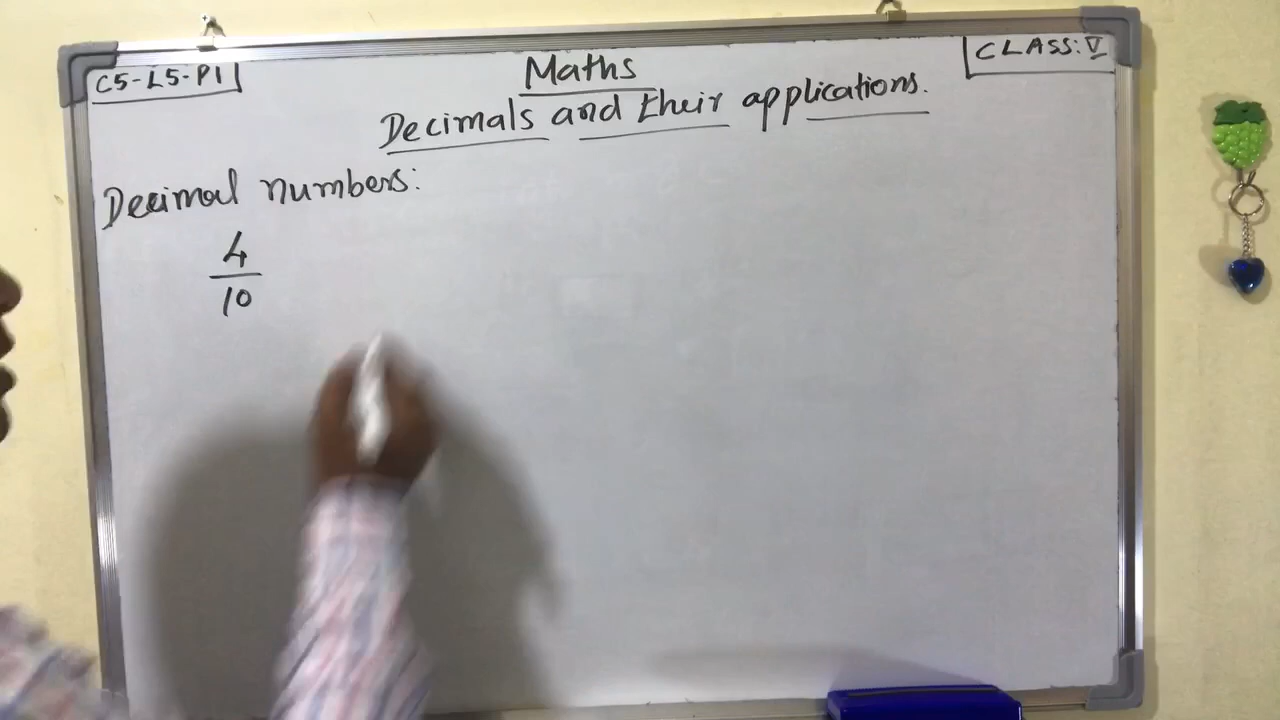 C5-L5-P1
Maths
CLASS: V
Decimals and their applications.
Decimal numbers:
4
10